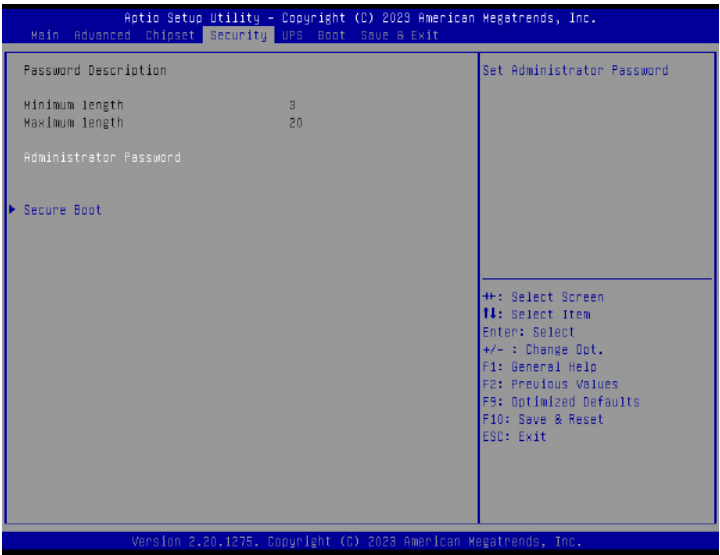 Aptio Setup Utility – Copyright (C) 2023 American Megatrends, Inc.
Main Advanced Chipset Security UPS Boot Save & Exit
Password Description
Set Administrator Password
Minimum length 3
Maximum length 20
Administrator Password
Secure Boot
→←: Select Screen
↑↓: Select Item
Enter: Select
+/- : Change Opt.
F1: General Help
F2: Previous Values
F9: Optimized Defaults
F10: Save & Reset
ESC: Exit
Version 2.20.1275. Copyright (C) 2023 American Megatrends, Inc.